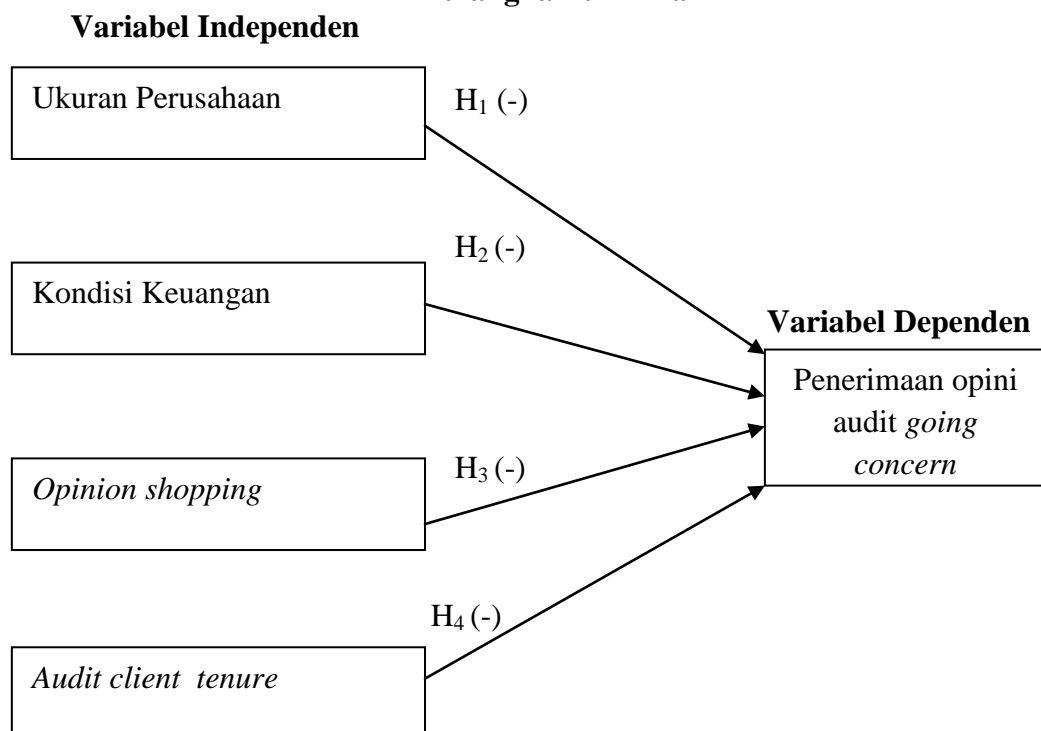 Variabel Independen
Ukuran Perusahaan
H₁ (-)
Kondisi Keuangan
H₂ (-)
Variabel Dependen
Penerimaan opini
audit going
concern
Opinion shopping
H₃ (-)
Audit client tenure
H₄ (-)